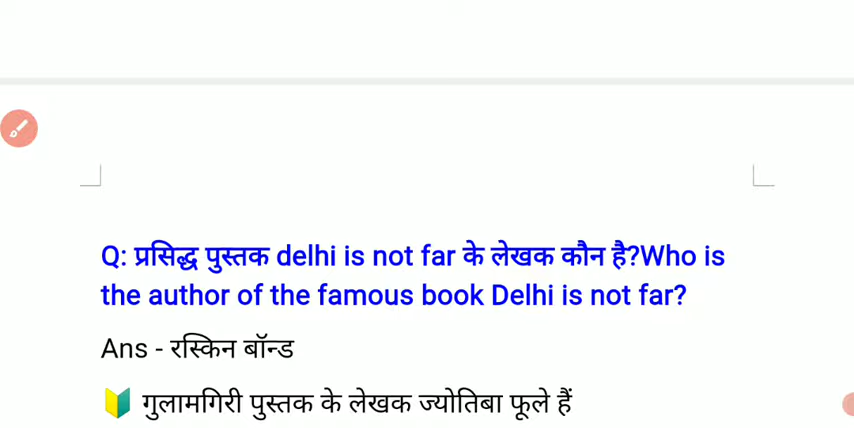 Q: प्रसिद्ध पुस्तक delhi is not far के लेखक कौन है?Who is
the author of the famous book Delhi is not far?
Ans - रस्किन बॉन्ड
🔰 गुलामगिरी पुस्तक के लेखक ज्योतिबा फूले हैं